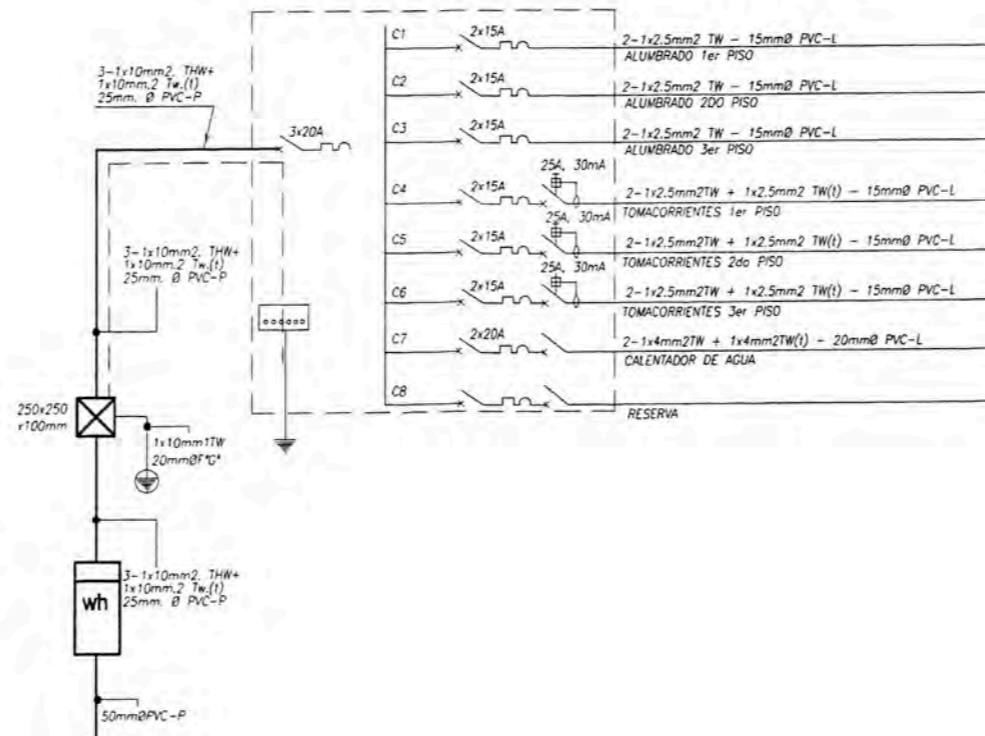 3-1x10mm2. THW+
1x10mm.2 Tw.(t)
25mm. Ø PVC-P
3x20A
C1 2x15A 2-1x2.5mm2 TW - 15mmØ PVC-L
ALUMBRADO 1er PISO
C2 2x15A 2-1x2.5mm2 TW - 15mmØ PVC-L
ALUMBRADO 2DO PISO
C3 2x15A 2-1x2.5mm2 TW - 15mmØ PVC-L
ALUMBRADO 3er PISO
25A, 30mA
C4 2x15A 2-1x2.5mm2TW + 1x2.5mm2 TW(t) - 15mmØ PVC-L
TOMACORRIENTES 1er PISO
25A, 30mA
C5 2x15A 2-1x2.5mm2TW + 1x2.5mm2 TW(t) - 15mmØ PVC-L
TOMACORRIENTES 2do PISO
25A, 30mA
C6 2x15A 2-1x2.5mm2TW + 1x2.5mm2 TW(t) - 15mmØ PVC-L
TOMACORRIENTES 3er PISO
C7 2x20A 2-1x4mm2TW + 1x4mm2TW(t) - 20mmØ PVC-L
CALENTADOR DE AGUA
C8
RESERVA
3-1x10mm2. THW+
1x10mm.2 Tw.(t)
25mm. Ø PVC-P
250x250
x100mm
1x10mm1TW
20mmØF"G"
3-1x10mm2. THW+
1x10mm.2 Tw.(t)
25mm. Ø PVC-P
wh
50mmØPVC-P